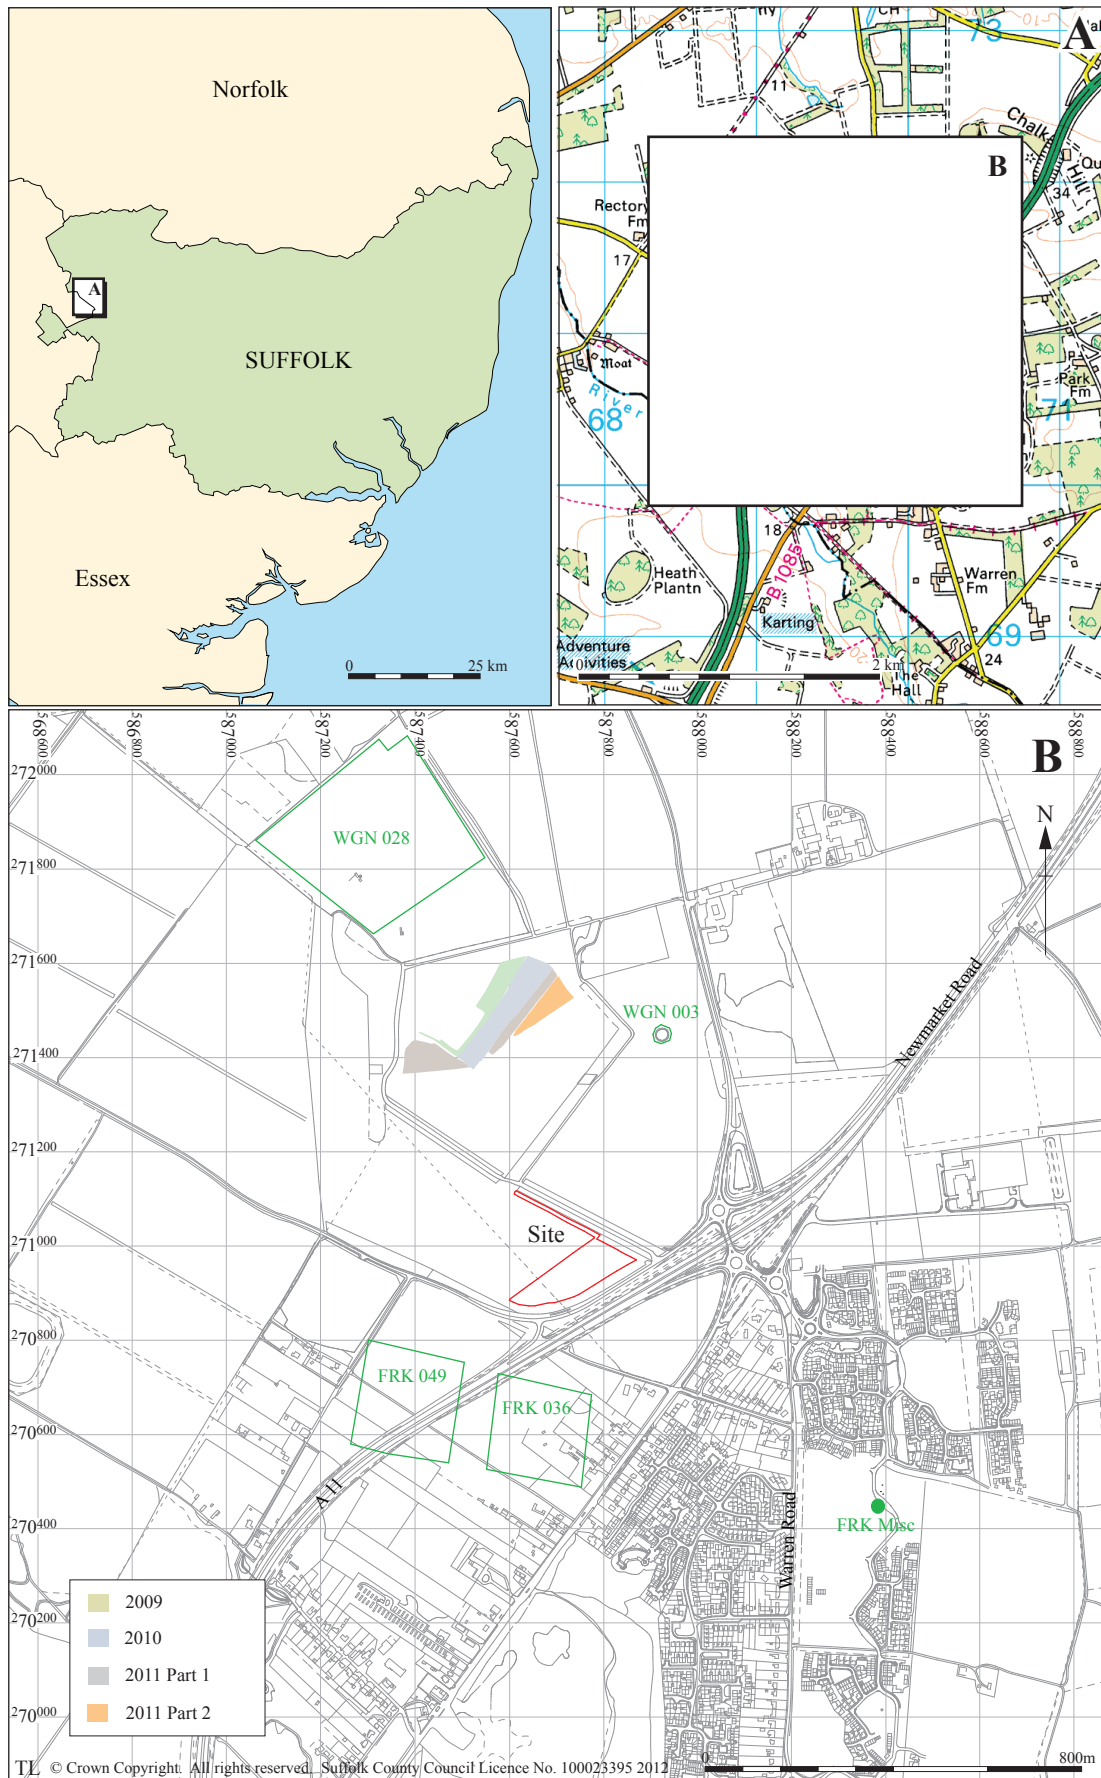 Norfolk
A
SUFFOLK
Essex
0 25 km
A
73
CH
11
Chalk
Hill
Qu
34
B
Rectory
Fm
17
Moat
River
68
Park
Fm
71
18
B 1085
Heath
Plantn
Karting
Warren
Fm
69
24
20
Adventure
Activities
0 2 km
The
Hall
B
N
586600
586800
587000
587200
587400
587600
587800
588000
588200
588400
588600
588800
272000
271800
271600
271400
271200
271000
270800
270600
270400
270200
270000
WGN 028
WGN 003
Newmarket Road
Site
FRK 049
FRK 036
A 11
Warren Road
FRK Misc
2009
2010
2011 Part 1
2011 Part 2
TL © Crown Copyright. All rights reserved. Suffolk County Council Licence No. 100023395 2012
0 800m